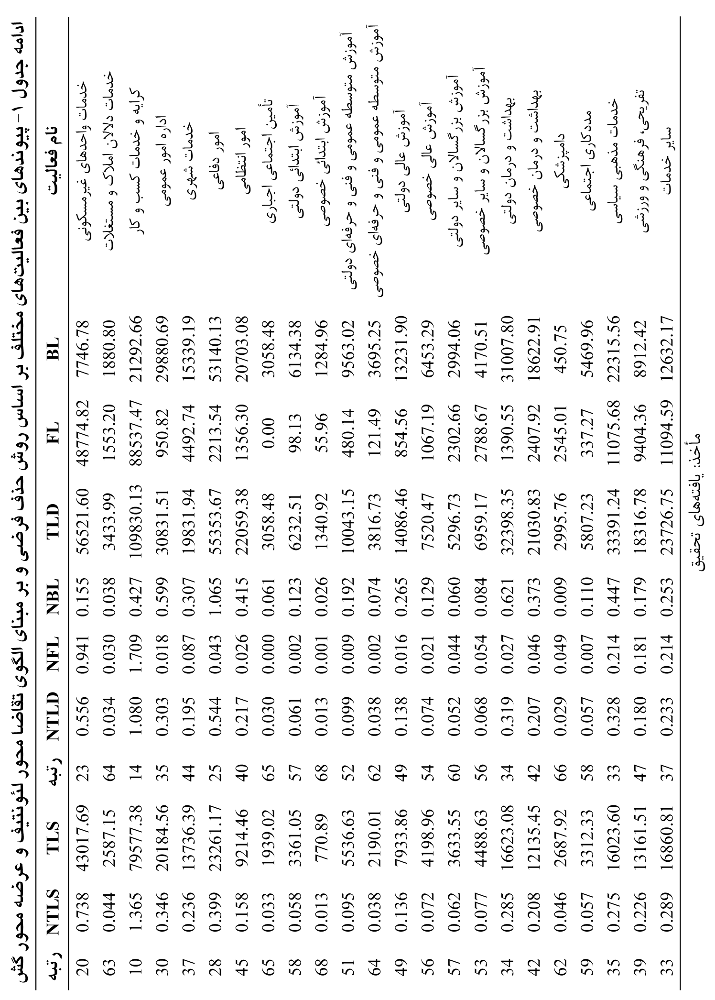 ادامه جدول ۱- پیوندهای بین فعالیت‌های مختلف بر اساس روش حذف فرضی و بر مبنای الگوی تقاضا محور لئونتیف و عرضه محور گش
نام فعالیت BL FL TLD NBL NFL NTLD رتبه TLS NTLS رتبه
خدمات واحدهای غیرمسکونی 7746.78 48774.82 56521.60 0.155 0.941 0.556 23 43017.69 0.738 20
خدمات دلالان املاک و مستغلات 1880.80 1553.20 3433.99 0.038 0.030 0.034 64 2587.15 0.044 63
کرایه و خدمات کسب و کار 21292.66 88537.47 109830.13 0.427 1.709 1.080 14 79577.38 1.365 10
اداره امور عمومی 29880.69 950.82 30831.51 0.599 0.018 0.303 35 20184.56 0.346 30
خدمات شهری 15339.19 4492.74 19831.94 0.307 0.087 0.195 44 13736.39 0.236 37
امور دفاعی 53140.13 2213.54 55353.67 1.065 0.043 0.544 25 23261.17 0.399 28
امور انتظامی 20703.08 1356.30 22059.38 0.415 0.026 0.217 40 9214.46 0.158 45
تأمین اجتماعی اجباری 3058.48 0.00 3058.48 0.061 0.000 0.030 65 1939.02 0.033 65
آموزش ابتدائی دولتی 6134.38 98.13 6232.51 0.123 0.002 0.061 57 3361.05 0.058 58
آموزش ابتدائی خصوصی 1284.96 55.96 1340.92 0.026 0.001 0.013 68 770.89 0.013 68
آموزش متوسطه عمومی و فنی و حرفه‌ای دولتی 9563.02 480.14 10043.15 0.192 0.009 0.099 52 5536.63 0.095 51
آموزش متوسطه عمومی و فنی و حرفه‌ای خصوصی 3695.25 121.49 3816.73 0.074 0.002 0.038 62 2190.01 0.038 64
آموزش عالی دولتی 13231.90 854.56 14086.46 0.265 0.016 0.138 49 7933.86 0.136 49
آموزش عالی خصوصی 6453.29 1067.19 7520.47 0.129 0.021 0.074 54 4198.96 0.072 56
آموزش بزرگسالان و سایر دولتی 2994.06 2302.66 5296.73 0.060 0.044 0.052 60 3633.55 0.062 57
آموزش بزرگسالان و سایر خصوصی 4170.51 2788.67 6959.17 0.084 0.054 0.068 56 4488.63 0.077 53
بهداشت و درمان دولتی 31007.80 1390.55 32398.35 0.621 0.027 0.319 34 16623.08 0.285 34
بهداشت و درمان خصوصی 18622.91 2407.92 21030.83 0.373 0.046 0.207 42 12135.45 0.208 42
دامپزشکی 450.75 2545.01 2995.76 0.009 0.049 0.029 66 2687.92 0.046 62
مددکاری اجتماعی 5469.96 337.27 5807.23 0.110 0.007 0.057 58 3312.33 0.057 59
خدمات مذهبی سیاسی 22315.56 11075.68 33391.24 0.447 0.214 0.328 33 16023.60 0.275 35
تفریحی، فرهنگی و ورزشی 8912.42 9404.36 18316.78 0.179 0.181 0.180 47 13161.51 0.226 39
سایر خدمات 12632.17 11094.59 23726.75 0.253 0.214 0.233 37 16860.81 0.289 33
مأخذ: یافته‌های تحقیق